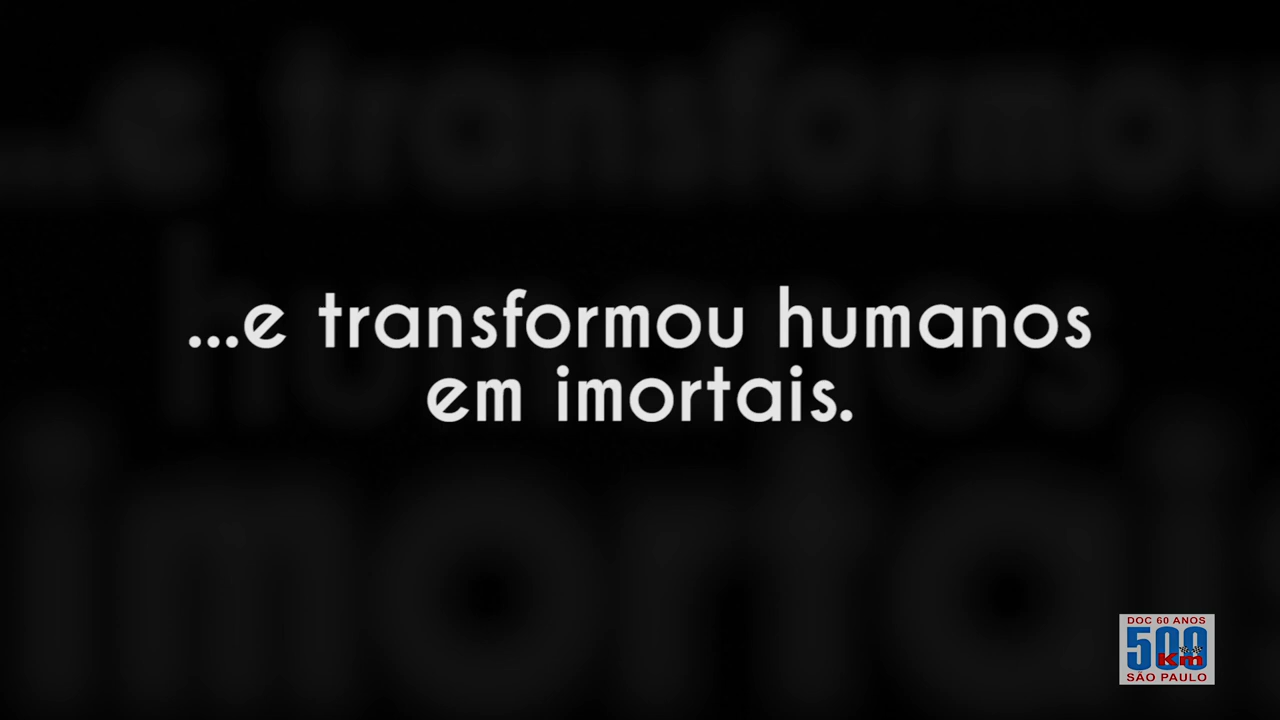 ...e transformou humanos
em imortais.
DOC 60 ANOS
500
Km
SÃO PAULO